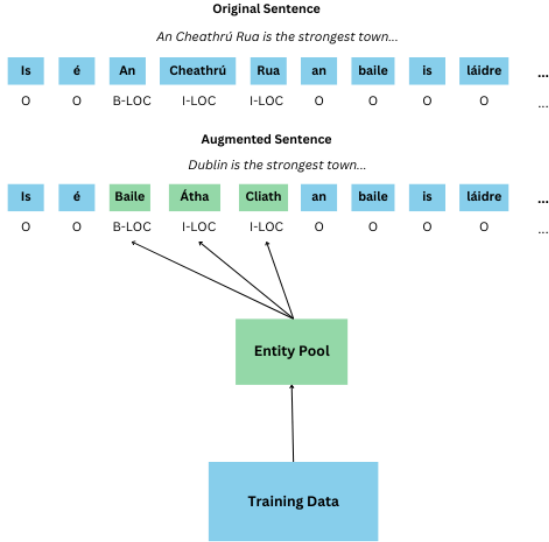 Original Sentence
An Cheathrú Rua is the strongest town...
Is é An Cheathrú Rua an baile is láidre ...
O O B-LOC I-LOC I-LOC O O O O ...
Augmented Sentence
Dublin is the strongest town...
Is é Baile Átha Cliath an baile is láidre ...
O O B-LOC I-LOC I-LOC O O O O ...
Entity Pool
Training Data